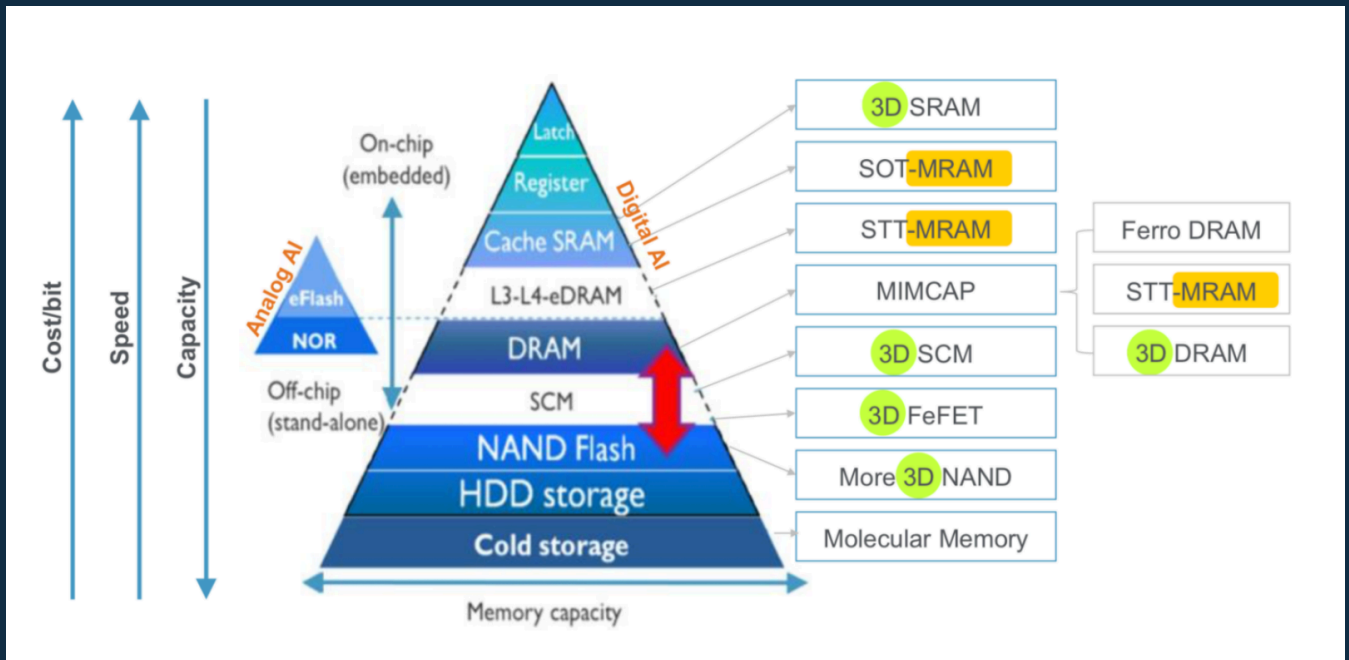 Cost/bit
Speed
Capacity
Analog AI
eFlash
NOR
On-chip
(embedded)
Off-chip
(stand-alone)
Latch
Register
Cache SRAM
L3-L4-eDRAM
DRAM
SCM
NAND Flash
HDD storage
Cold storage
Digital AI
Memory capacity
3D SRAM
SOT-MRAM
STT-MRAM
MIMCAP
3D SCM
3D FeFET
More 3D NAND
Molecular Memory
Ferro DRAM
STT-MRAM
3D DRAM